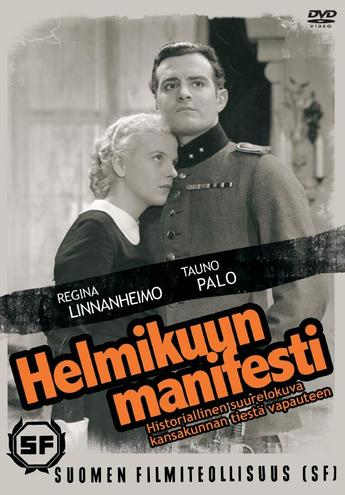 DVD
VIDEO
REGINA
LINNANHEIMO
TAUNO
PALO
Helmikuun
manifesti
Historiallinen suurelokuva
kansakunnan tiestä vapauteen
SF
SUOMEN FILMITEOLLISUUS (SF)